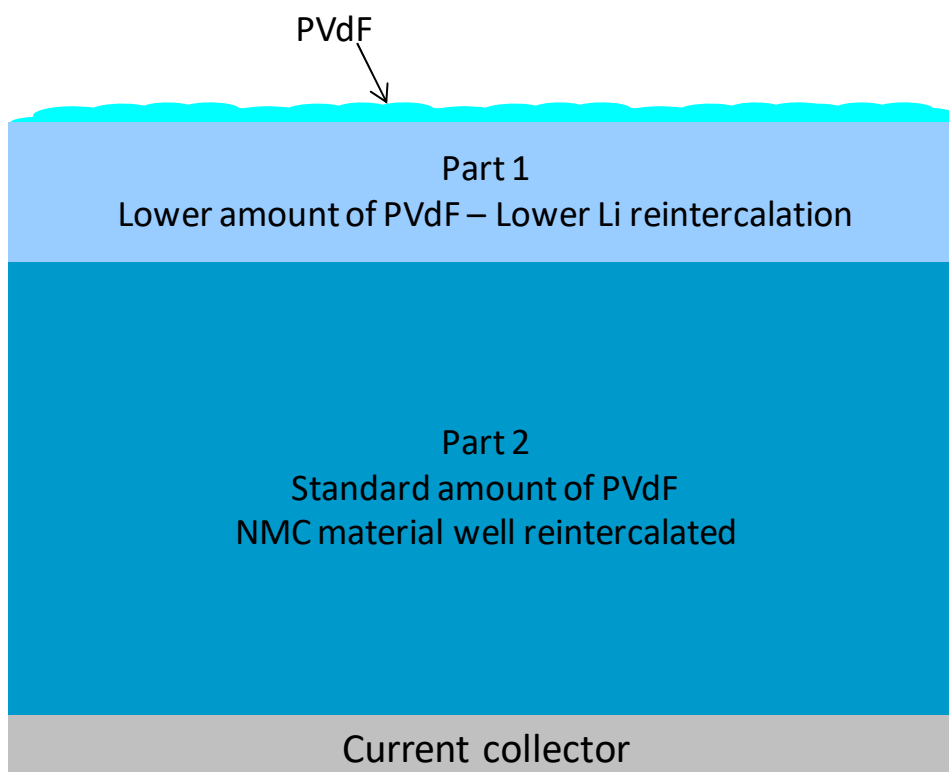 PVdF
Part 1
Lower amount of PVdF – Lower Li reintercalation
Part 2
Standard amount of PVdF
NMC material well reintercalated
Current collector